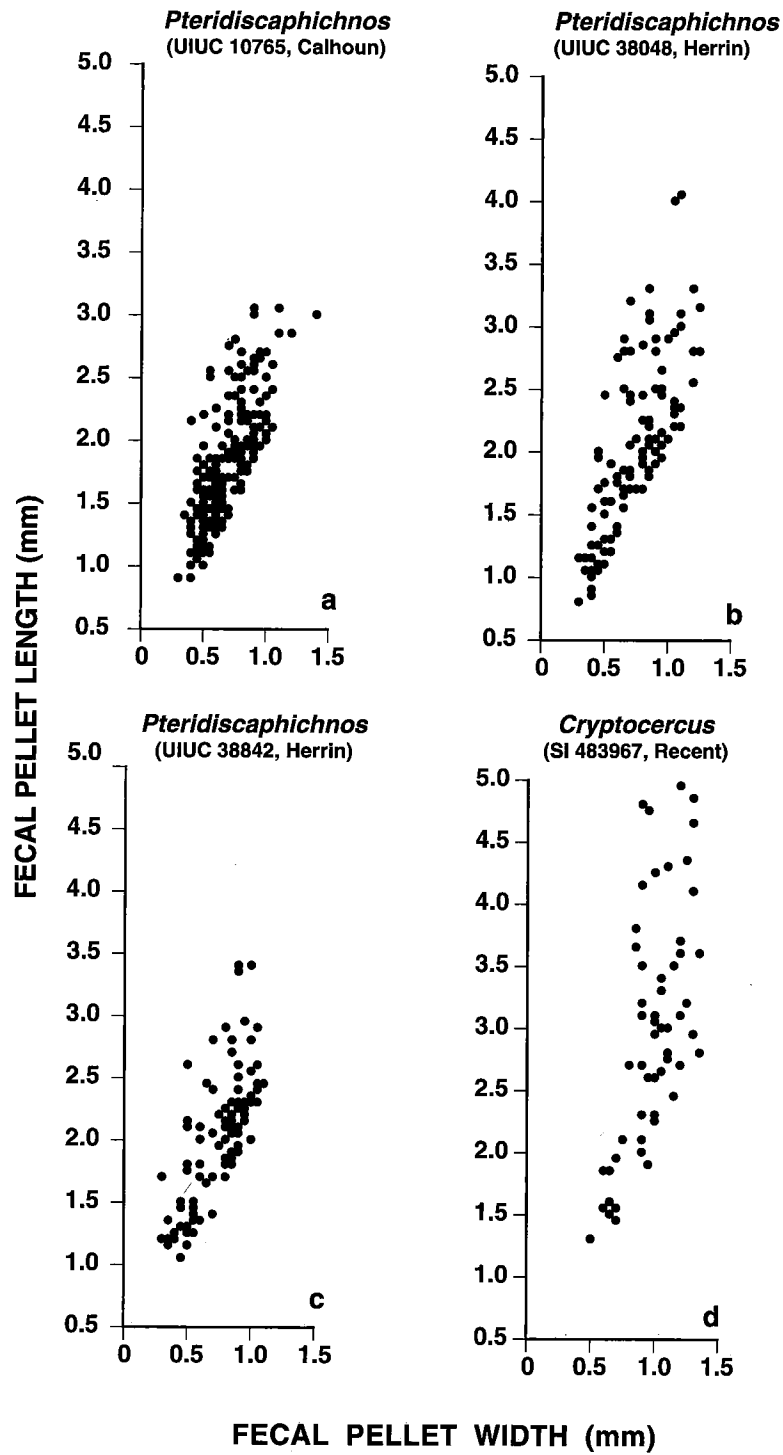 Pteridiscaphichnos
(UIUC 10765, Calhoun)
5.0
4.5
4.0
3.5
3.0
2.5
2.0
1.5
1.0
0.5
0 0.5 1.0 1.5
a
Pteridiscaphichnos
(UIUC 38048, Herrin)
5.0
4.5
4.0
3.5
3.0
2.5
2.0
1.5
1.0
0.5
0 0.5 1.0 1.5
b
FECAL PELLET LENGTH (mm)
Pteridiscaphichnos
(UIUC 38842, Herrin)
5.0
4.5
4.0
3.5
3.0
2.5
2.0
1.5
1.0
0.5
0 0.5 1.0 1.5
c
Cryptocercus
(SI 483967, Recent)
5.0
4.5
4.0
3.5
3.0
2.5
2.0
1.5
1.0
0.5
0 0.5 1.0 1.5
d
FECAL PELLET WIDTH (mm)